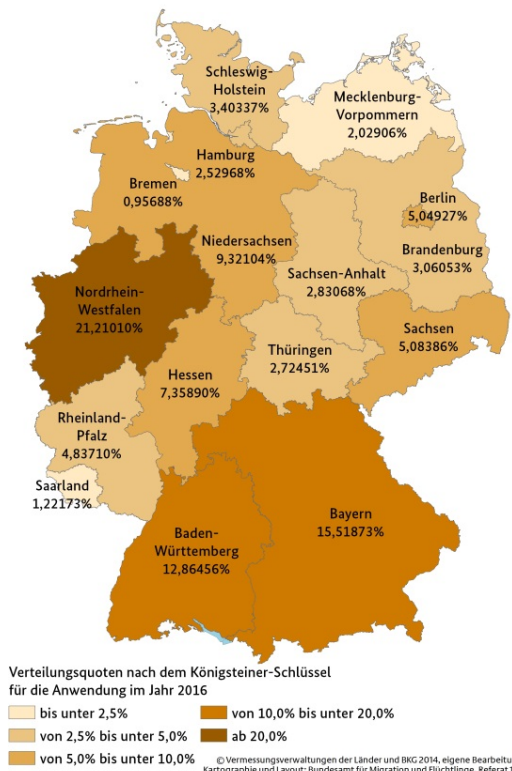 Schleswig-
Holstein
3,40337%
Mecklenburg-
Vorpommern
2,02906%
Hamburg
2,52968%
Bremen
0,95688%
Berlin
5,04927%
Niedersachsen
9,32104%
Brandenburg
3,06053%
Sachsen-Anhalt
2,83068%
Nordrhein-
Westfalen
21,21010%
Sachsen
5,08386%
Thüringen
2,72451%
Hessen
7,35890%
Rheinland-
Pfalz
4,83710%
Saarland
1,22173%
Bayern
15,51873%
Baden-
Württemberg
12,86456%
Verteilungsquoten nach dem Königsteiner-Schlüssel
für die Anwendung im Jahr 2016
bis unter 2,5%
von 2,5% bis unter 5,0%
von 5,0% bis unter 10,0%
von 10,0% bis unter 20,0%
ab 20,0%
© Vermessungsverwaltungen der Länder und BKG 2014, eigene Bearbeitu
Kartographie und Layout: Bundesamt für Migration und Flüchtlinge, Referat